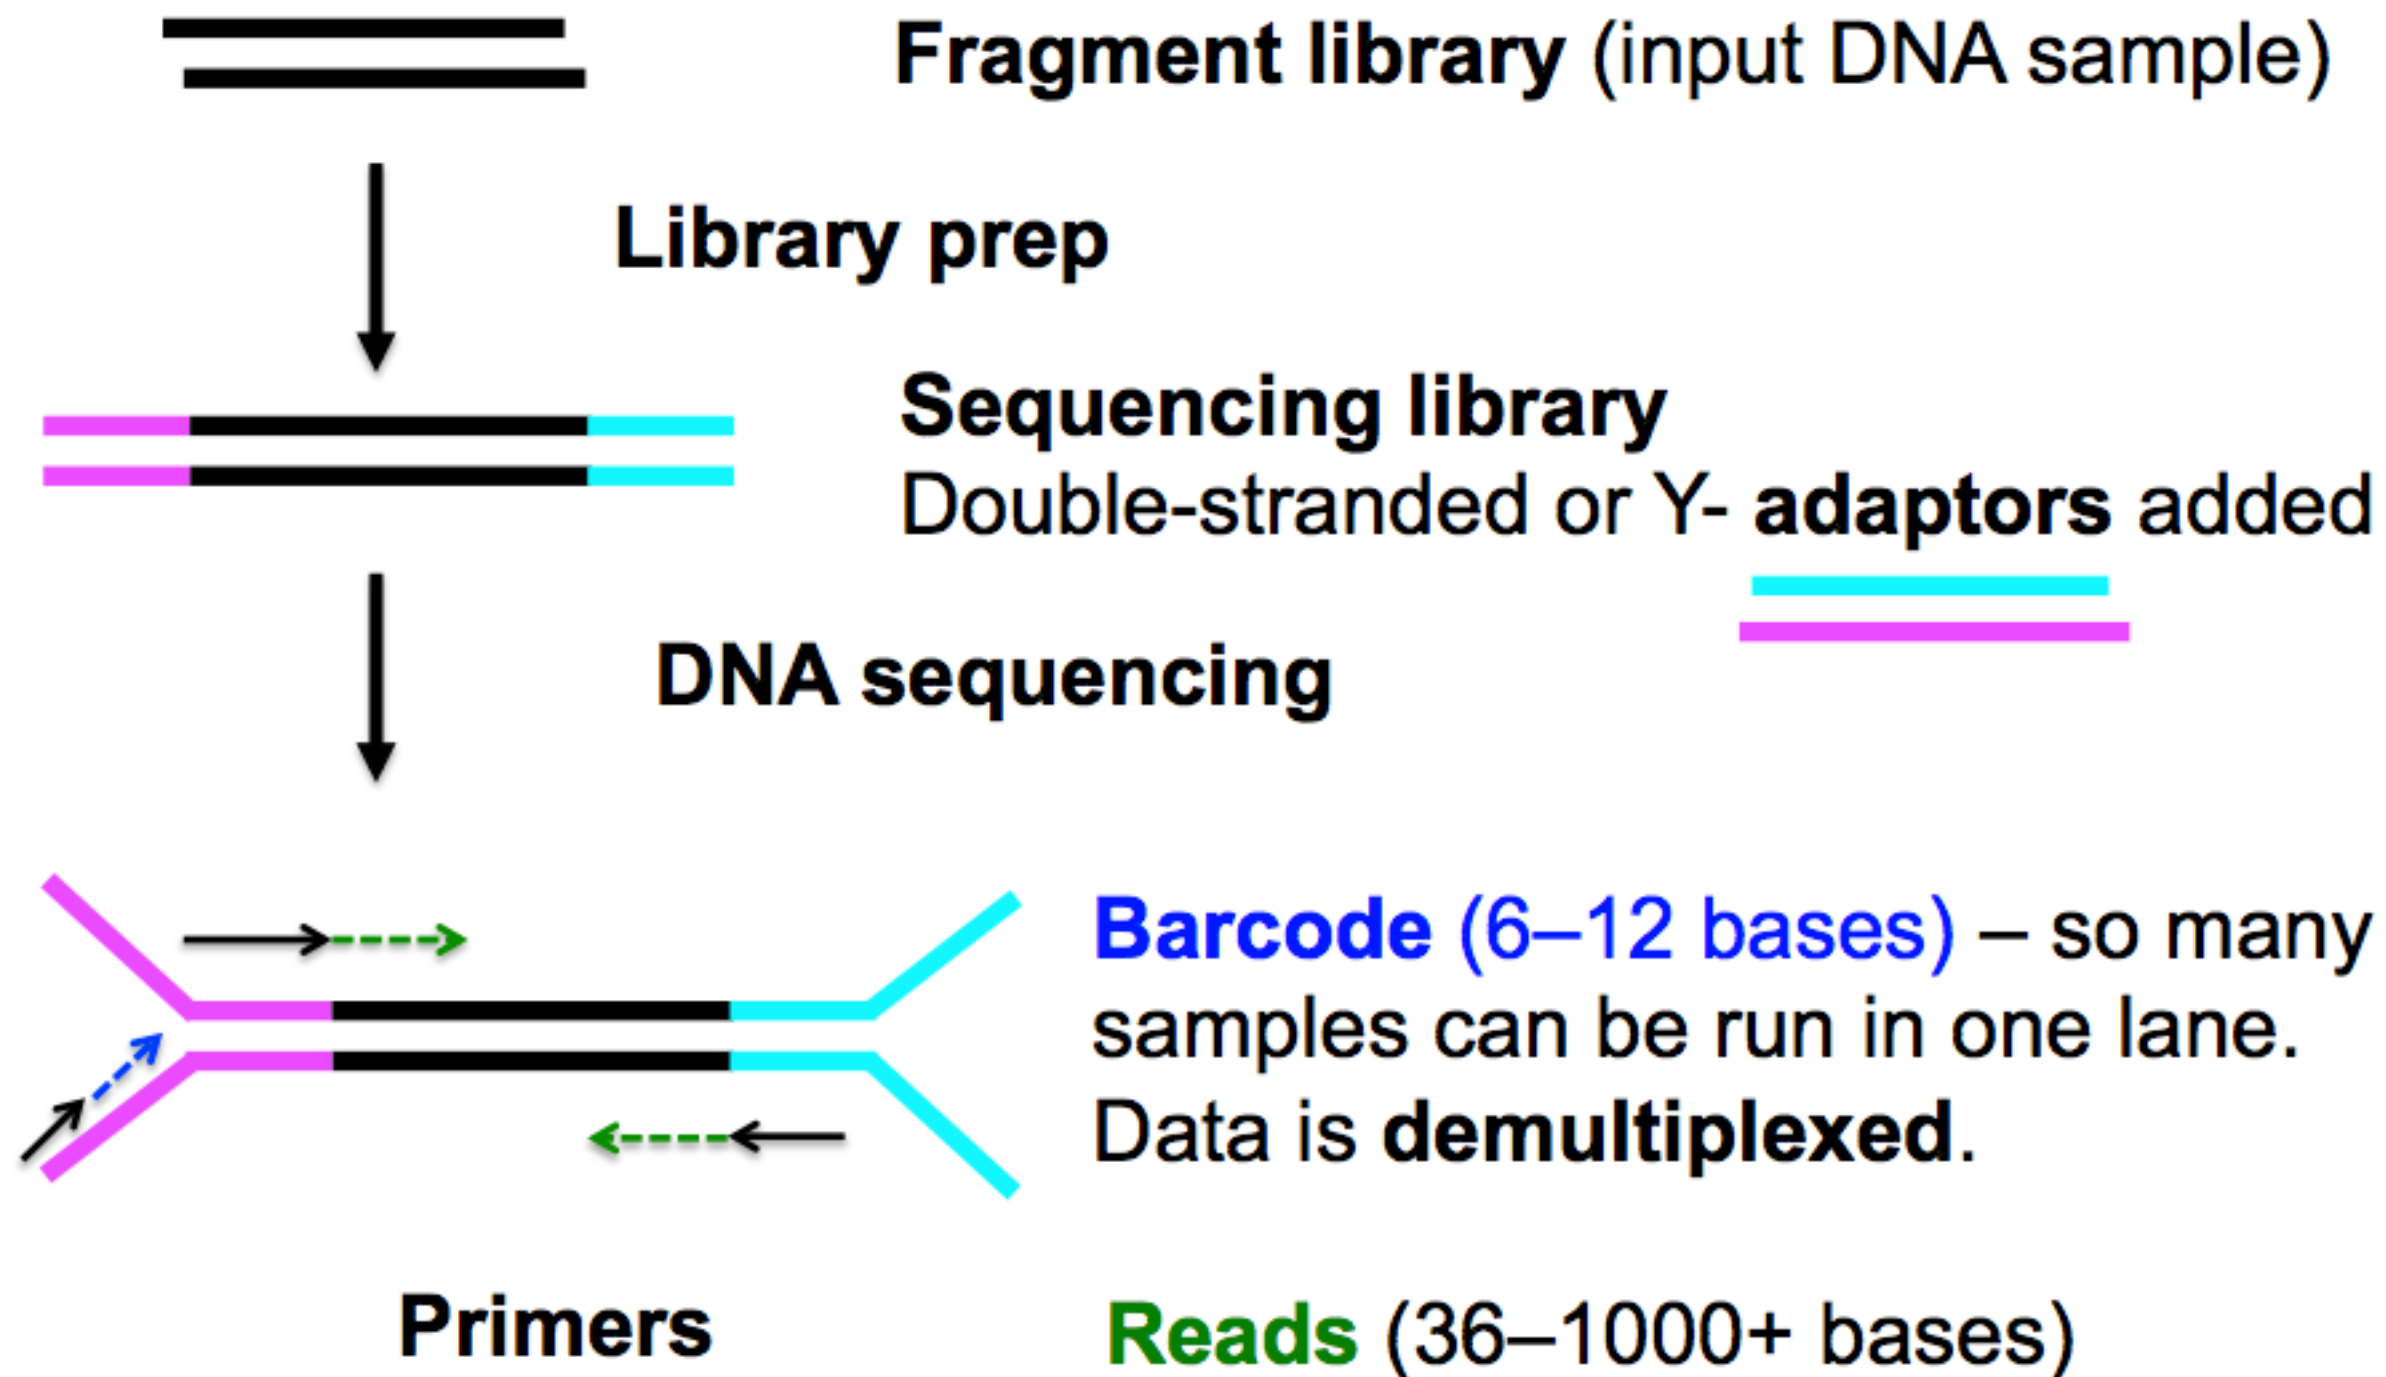 Fragment library (input DNA sample)
Library prep
Sequencing library
Double-stranded or Y- adaptors added
DNA sequencing
Barcode (6–12 bases) – so many
samples can be run in one lane.
Data is demultiplexed.
Primers
Reads (36–1000+ bases)